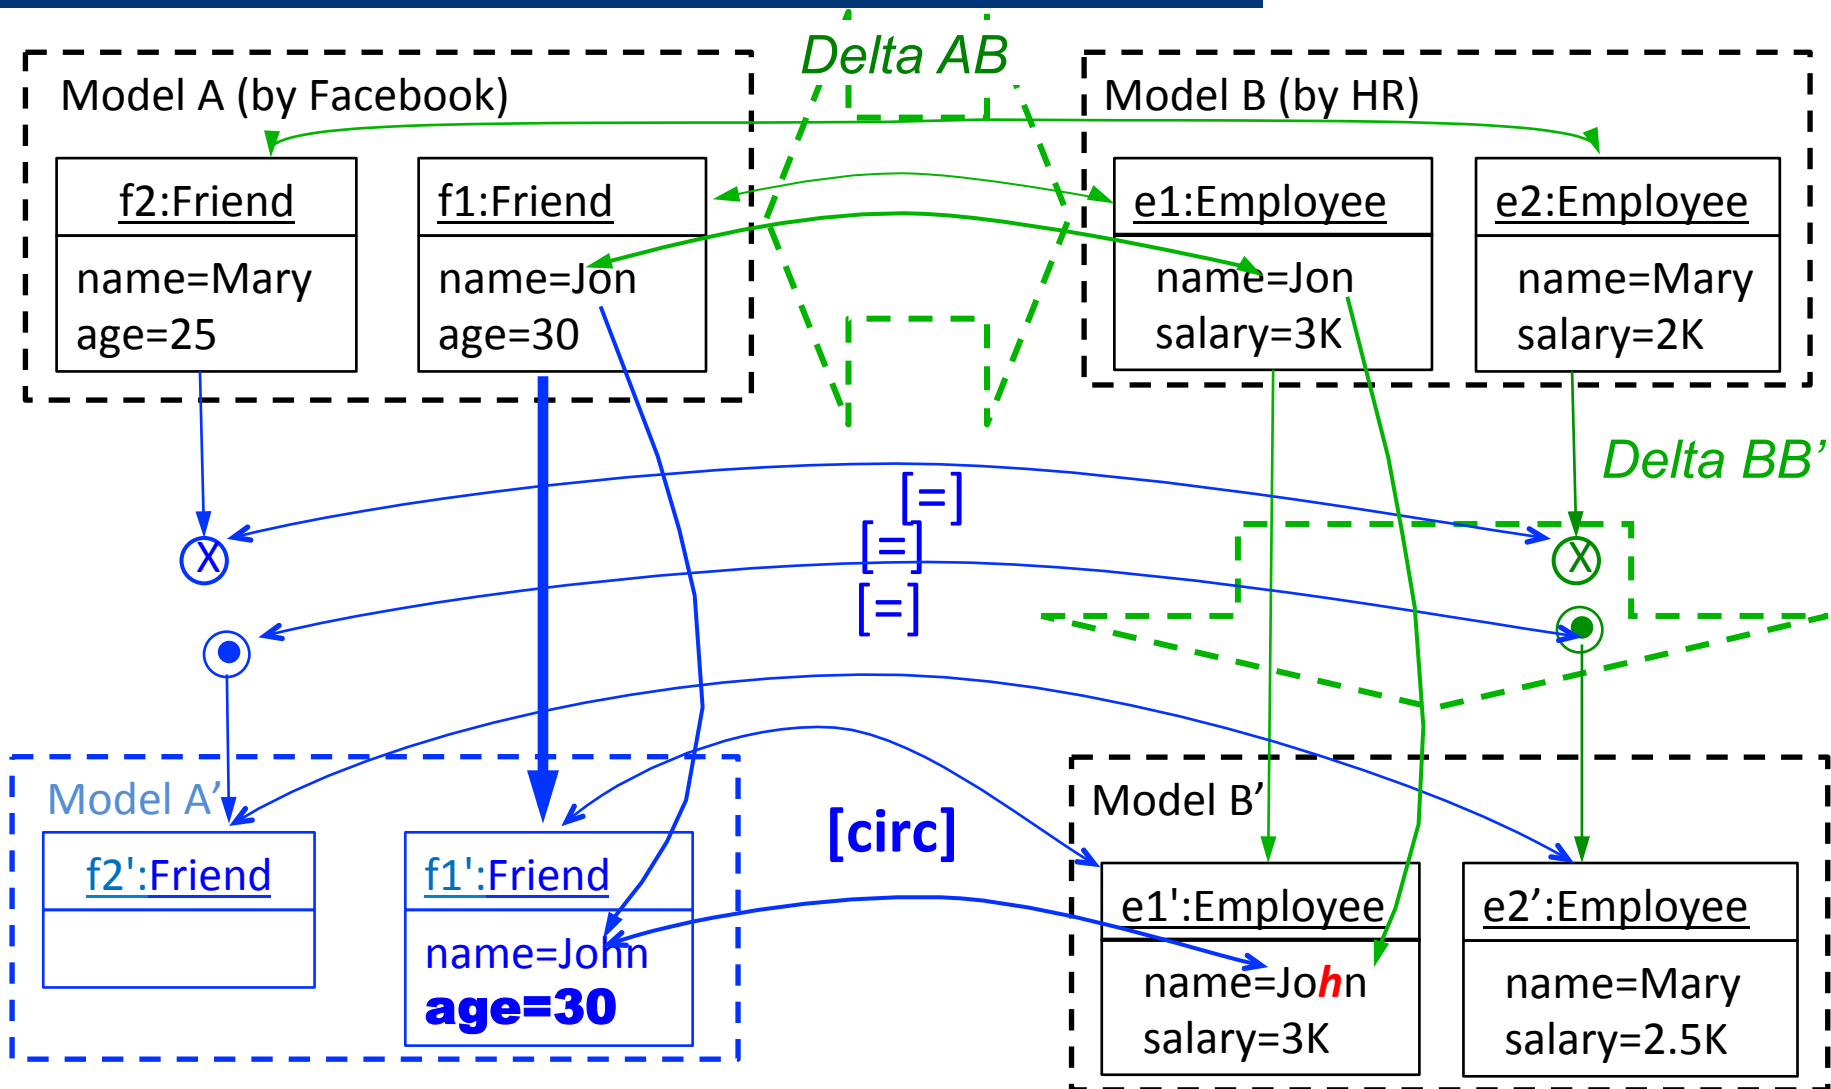 Delta AB
Model A (by Facebook)
Model B (by HR)
f2:Friend
name=Mary
age=25
f1:Friend
name=Jon
age=30
e1:Employee
name=Jon
salary=3K
e2:Employee
name=Mary
salary=2K
Delta BB’
[=]
[=]
[=]
X
X
Model A’
f2':Friend
f1':Friend
name=John
age=30
[circ]
Model B’
e1':Employee
name=John
salary=3K
e2’:Employee
name=Mary
salary=2.5K